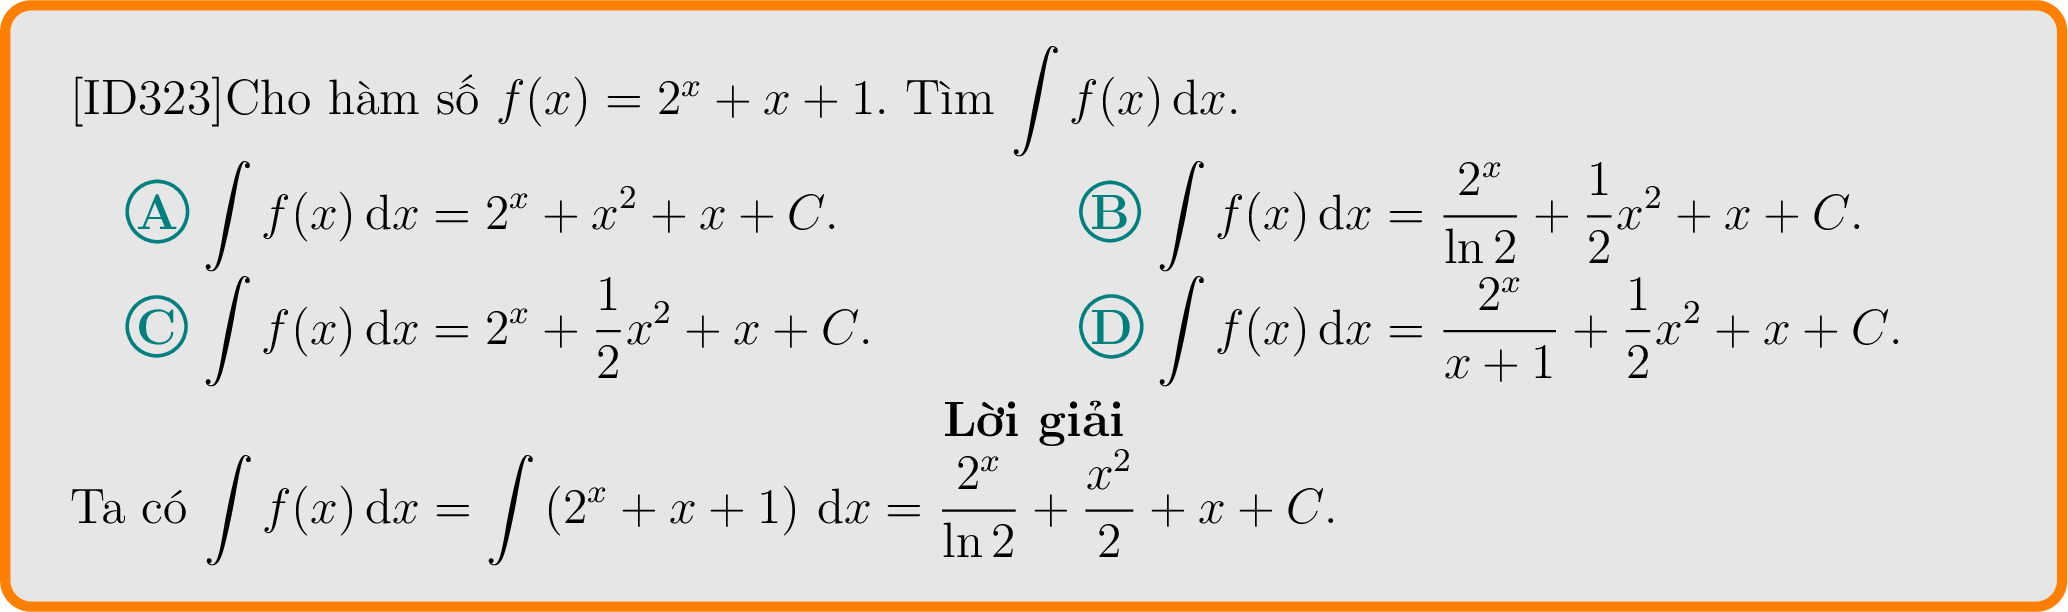 [ID323]Cho hàm số $f(x) = 2^x + x + 1$. Tìm $\int f(x)\,\mathrm{d}x$.
Ⓐ $\int f(x)\,\mathrm{d}x = 2^x + x^2 + x + C$. Ⓑ $\int f(x)\,\mathrm{d}x = \frac{2^x}{\ln 2} + \frac{1}{2}x^2 + x + C$.
Ⓒ $\int f(x)\,\mathrm{d}x = 2^x + \frac{1}{2}x^2 + x + C$. Ⓓ $\int f(x)\,\mathrm{d}x = \frac{2^x}{x+1} + \frac{1}{2}x^2 + x + C$.
Lời giải
Ta có $\int f(x)\,\mathrm{d}x = \int (2^x + x + 1)\,\mathrm{d}x = \frac{2^x}{\ln 2} + \frac{x^2}{2} + x + C$.